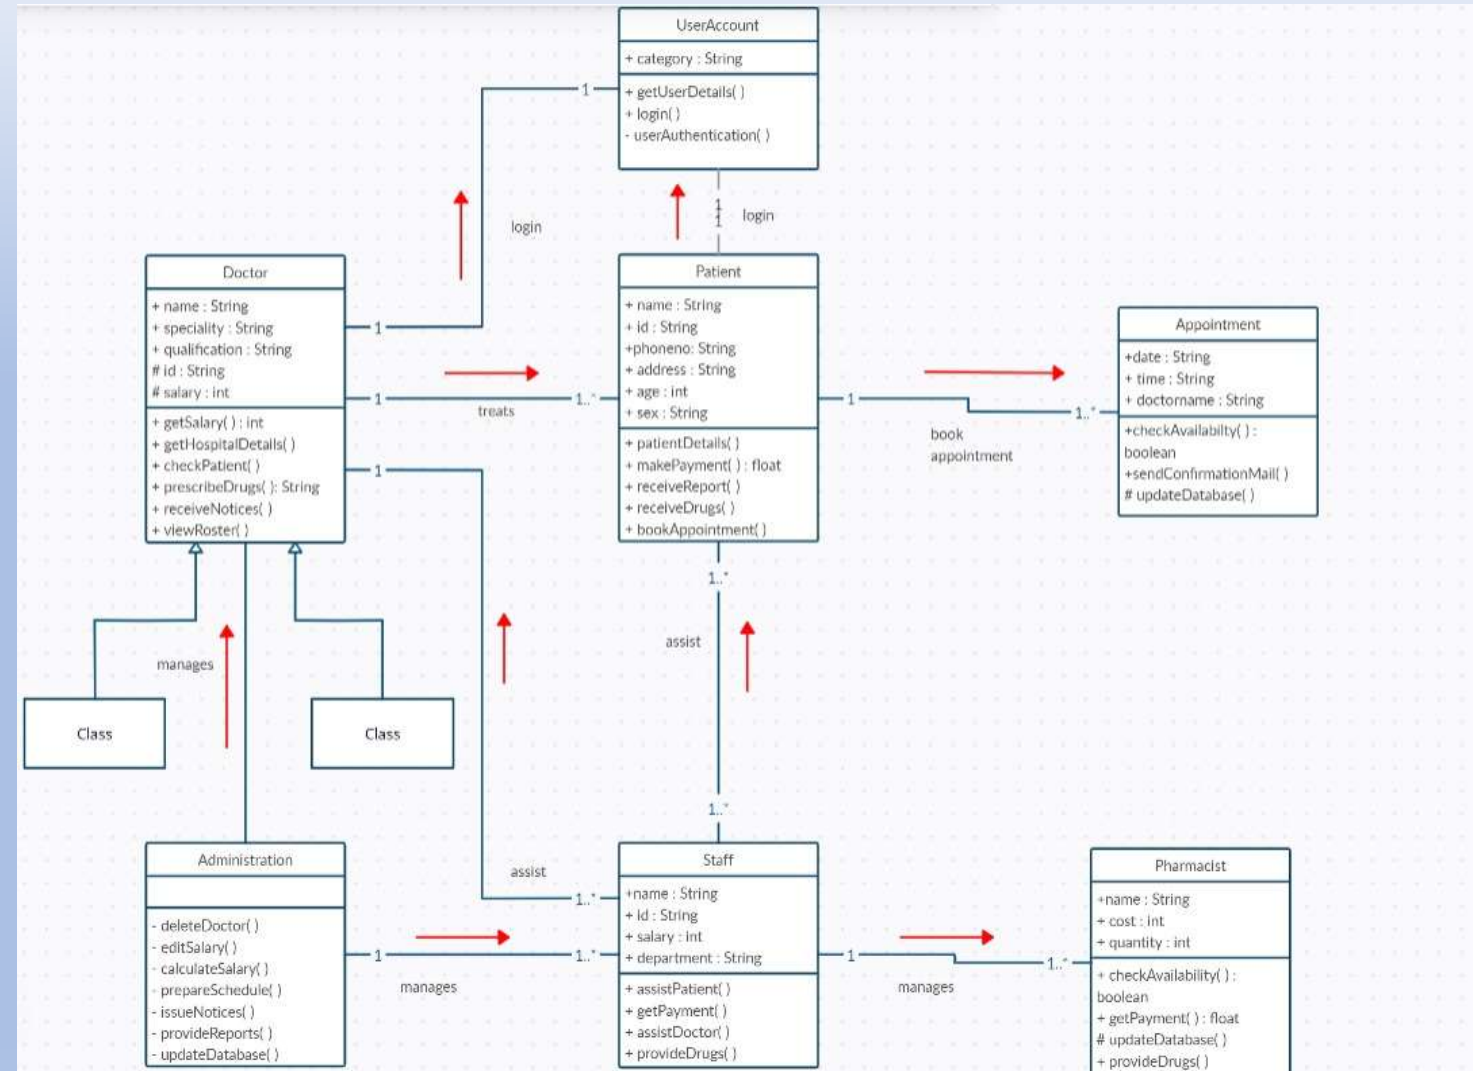 UserAccount
+ category : String
+ getUserDetails( )
+ login( )
- userAuthentication( )
1
login
1
1
login
Doctor
+ name : String
+ speciality : String
+ qualification : String
# id : String
# salary : int
+ getSalary( ) : int
+ getHospitalDetails( )
+ checkPatient( )
+ prescribeDrugs( ): String
+ receiveNotices( )
+ viewRoster( )
1
1
treats
1..*
1
Patient
+ name : String
+ id : String
+phoneno: String
+ address : String
+ age : int
+ sex : String
+ patientDetails( )
+ makePayment( ) : float
+ receiveReport( )
+ receiveDrugs( )
+ bookAppointment( )
1
book
appointment
1..*
Appointment
+date : String
+ time : String
+ doctorname : String
+checkAvailabilty( ) :
boolean
+sendConfirmationMail( )
# updateDatabase( )
1..*
assist
1..*
manages
Class
Class
Administration
- deleteDoctor( )
- editSalary( )
- calculateSalary( )
- prepareSchedule( )
- issueNotices( )
- provideReports( )
- updateDatabase( )
assist
1..*
1
manages
1..*
Staff
+name : String
+ id : String
+ salary : int
+ department : String
+ assistPatient( )
+ getPayment( )
+ assistDoctor( )
+ provideDrugs( )
1
manages
1..*
Pharmacist
+name : String
+ cost : int
+ quantity : int
+ checkAvailability( ) :
boolean
+ getPayment( ) : float
# updateDatabase( )
+ provideDrugs( )